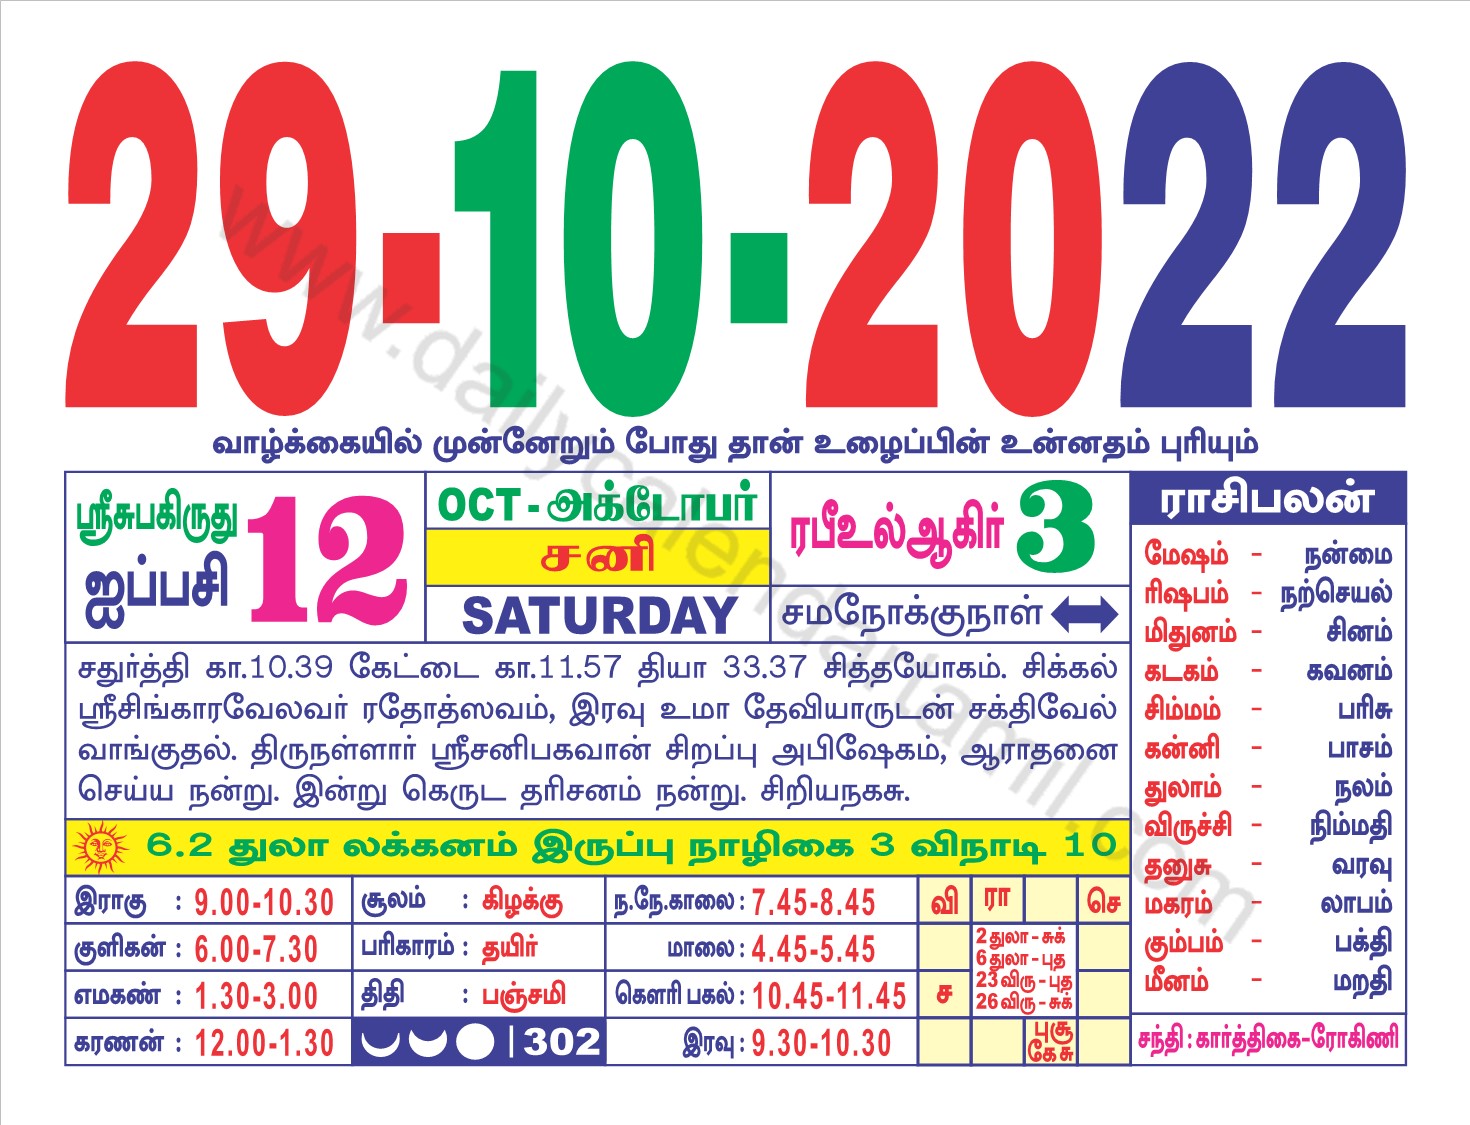 29-10-2022
வாழ்க்கையில் முன்னேறும் போது தான் உழைப்பின் உன்னதம் புரியும்
ஸ்ரீசுபகிருது
ஐப்பசி
12
OCT - அக்டோபர்
சனி
SATURDAY
ரபீஉல்ஆகிர் 3
சமநோக்குநாள்
சதுர்த்தி கா.10.39 கேட்டை கா.11.57 தியா 33.37 சித்தயோகம். சிக்கல்
ஸ்ரீசிங்காரவேலவர் ரதோத்ஸவம், இரவு உமா தேவியாருடன் சக்திவேல்
வாங்குதல். திருநள்ளார் ஸ்ரீசனிபகவான் சிறப்பு அபிஷேகம், ஆராதனை
செய்ய நன்று. இன்று கெருட தரிசனம் நன்று. சிறியநகசு.
6.2 துலா லக்கனம் இருப்பு நாழிகை 3 விநாடி 10
இராகு : 9.00-10.30
குளிகன் : 6.00-7.30
எமகண் : 1.30-3.00
கரணன் : 12.00-1.30
சூலம் : கிழக்கு
பரிகாரம் : தயிர்
திதி : பஞ்சமி
302
ந.நே.காலை : 7.45-8.45
மாலை : 4.45-5.45
கௌரி பகல் : 10.45-11.45
இரவு : 9.30-10.30
வி ரா செ
2 துலா - சுக்
6 துலா - புத
23 விரு - புத
26 விரு - சுக்
ச
புசூ
கேசு
ராசிபலன்
மேஷம் - நன்மை
ரிஷபம் - நற்செயல்
மிதுனம் - சினம்
கடகம் - கவனம்
சிம்மம் - பரிசு
கன்னி - பாசம்
துலாம் - நலம்
விருச்சி - நிம்மதி
தனுசு - வரவு
மகரம் - லாபம்
கும்பம் - பக்தி
மீனம் - மறதி
சந்தி : கார்த்திகை-ரோகிணி
www.dailycalendartamil.com